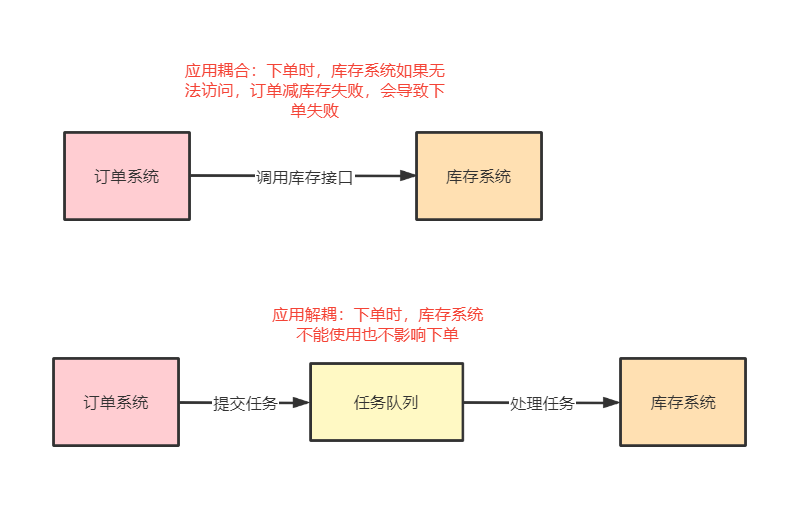 应用耦合：下单时，库存系统如果无
法访问，订单减库存失败，会导致下
单失败
订单系统
调用库存接口
库存系统
应用解耦：下单时，库存系统
不能使用也不影响下单
订单系统
提交任务
任务队列
处理任务
库存系统